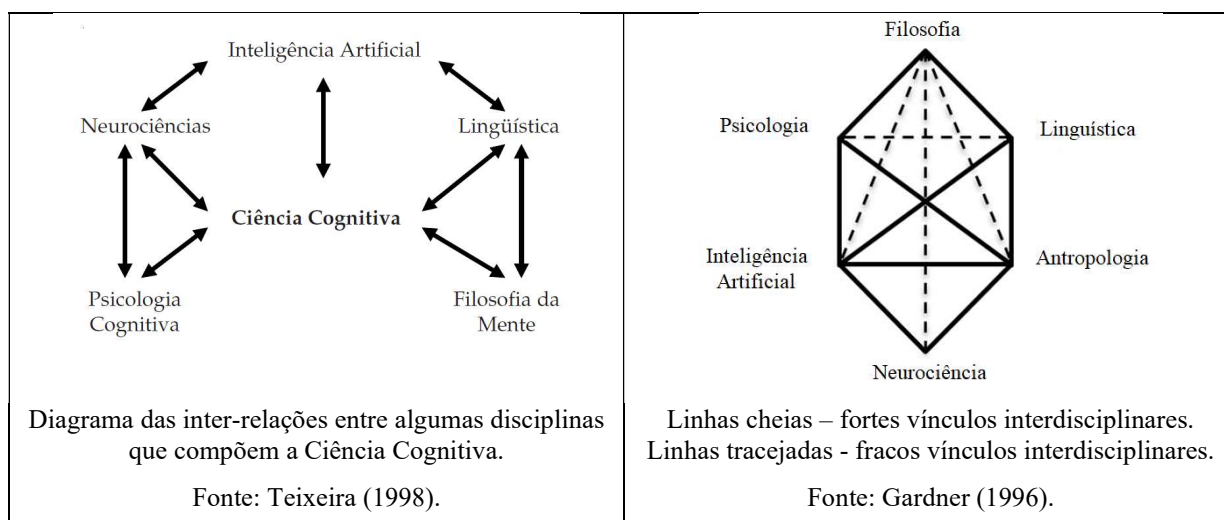 Inteligência Artificial
Neurociências
Lingüística
Ciência Cognitiva
Psicologia
Cognitiva
Filosofia da
Mente
Diagrama das inter-relações entre algumas disciplinas
que compõem a Ciência Cognitiva.
Fonte: Teixeira (1998).
Filosofia
Psicologia
Linguística
Inteligência
Artificial
Antropologia
Neurociência
Linhas cheias – fortes vínculos interdisciplinares.
Linhas tracejadas - fracos vínculos interdisciplinares.
Fonte: Gardner (1996).